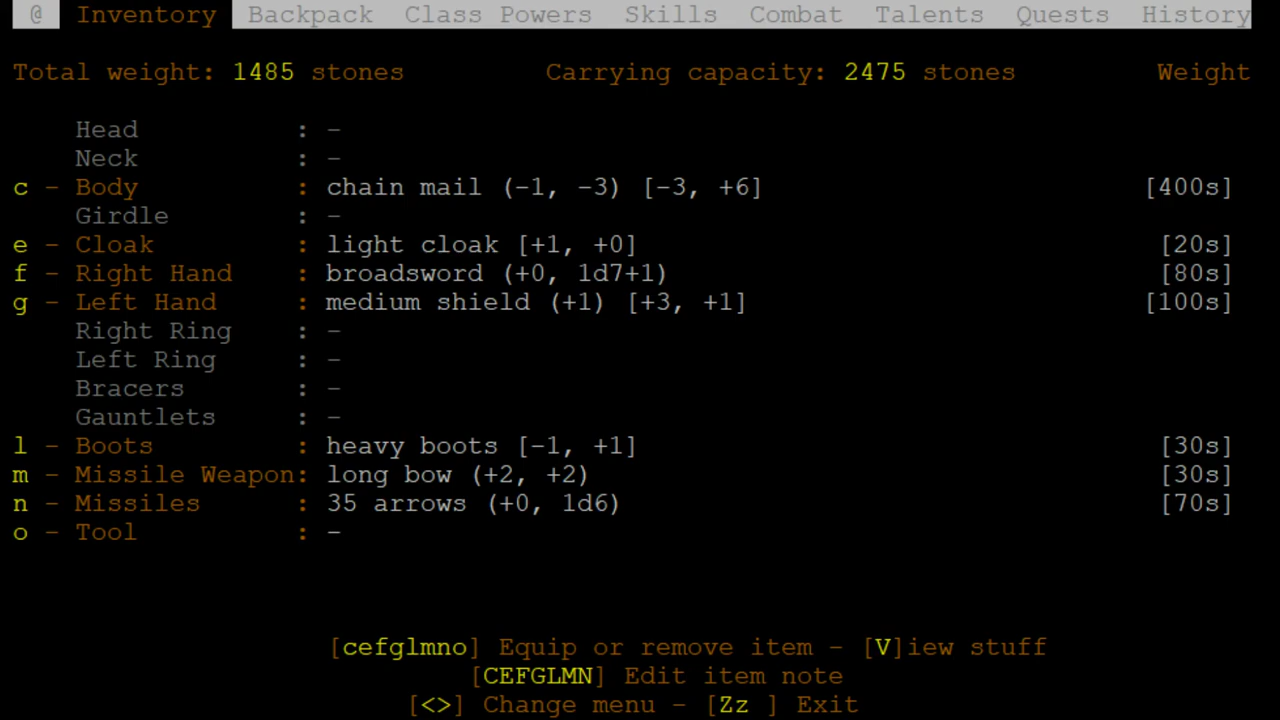 @ Inventory Backpack Class Powers Skills Combat Talents Quests History
Total weight: 1485 stones Carrying capacity: 2475 stones Weight
Head : -
Neck : -
c - Body : chain mail (-1, -3) [-3, +6] [400s]
Girdle : -
e - Cloak : light cloak [+1, +0] [20s]
f - Right Hand : broadsword (+0, 1d7+1) [80s]
g - Left Hand : medium shield (+1) [+3, +1] [100s]
Right Ring : -
Left Ring : -
Bracers : -
Gauntlets : -
l - Boots : heavy boots [-1, +1] [30s]
m - Missile Weapon: long bow (+2, +2) [30s]
n - Missiles : 35 arrows (+0, 1d6) [70s]
o - Tool : -
[cefglmno] Equip or remove item - [V]iew stuff
[CEFGLMN] Edit item note
[<>] Change menu - [Zz ] Exit